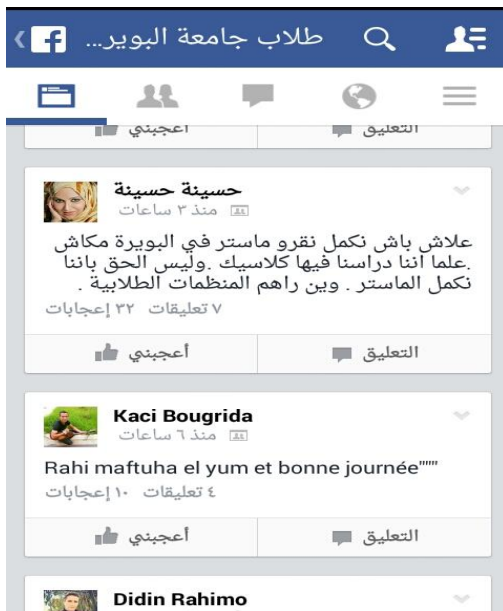 طلاب جامعة البوير...
أعجبني التعليق
حسينة حسينة
منذ ٣ ساعات
علاش باش نكمل نقرو ماستر في البويرة مكاش
.علما اننا دراسنا فيها كلاسيك .وليس الحق باننا
نكمل الماستر . وين راهم المنظمات الطلابية .
٧ تعليقات ٣٢ إعجابات
أعجبني التعليق
Kaci Bougrida
منذ ٦ ساعات
Rahi maftuha el yum et bonne journée"""
٤ تعليقات ١٠ إعجابات
أعجبني التعليق
Didin Rahimo